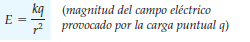 E = kq/r² (magnitud del campo eléctrico
provocado por la carga puntual q)